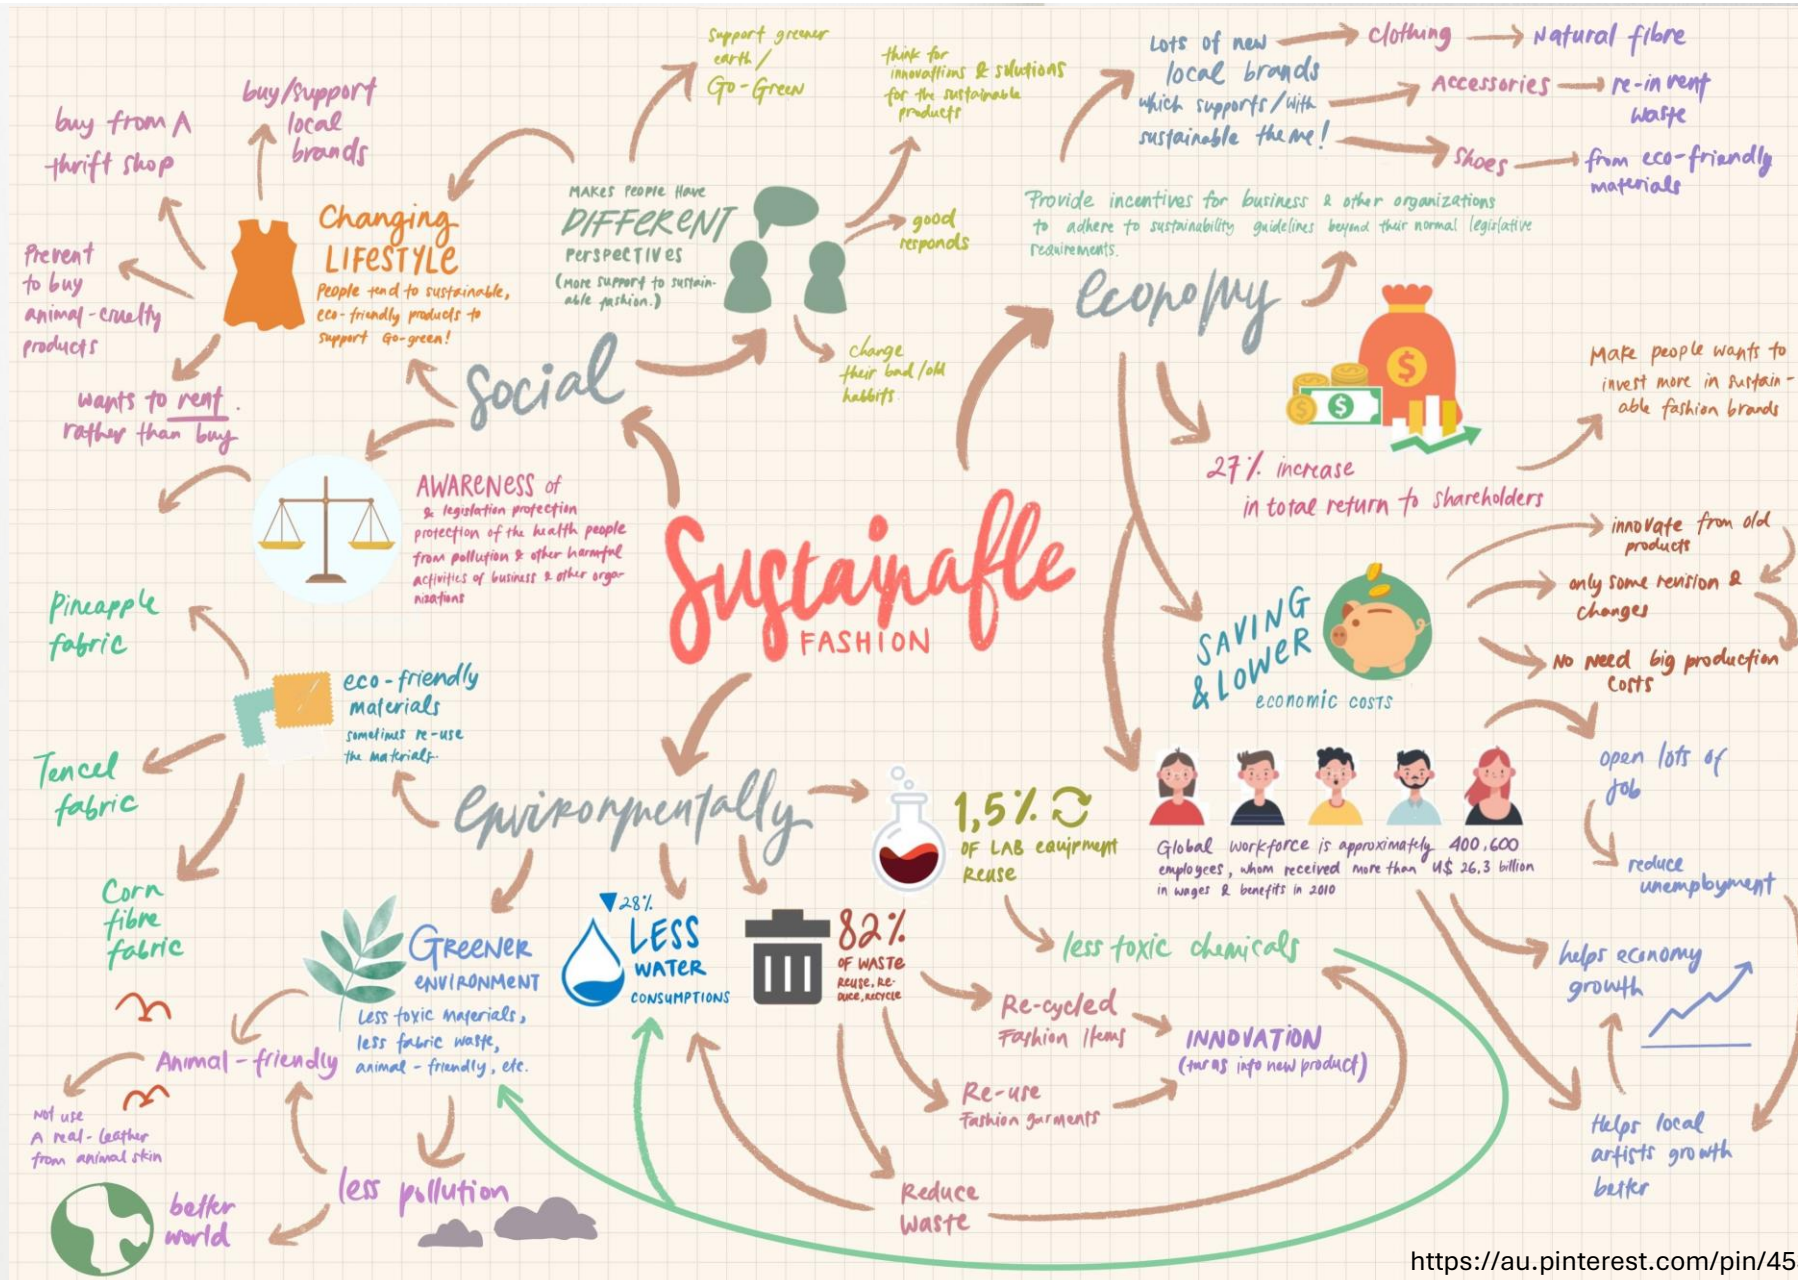 Sustainable
FASHION
Social
Changing
LIFESTYLE
People tend to sustainable,
eco-friendly products to
support Go-green!
buy from A
thrift shop
buy/support
local
brands
Prevent
to buy
animal-cruelty
products
wants to rent
rather than buy
MAKES PEOPLE HAVE
DIFFERENT
PERSPECTIVES
(more support to sustain-
able fashion.)
Support greener
earth /
Go-Green
think for
innovattions & solutions
for the sustainable
products
good
responds
change
their bad/old
habbits
AWARENESS of
& legislation protection
protection of the health people
from pollution & other harmful
activities of business & other orga-
nizations
economy
Provide incentives for business & other organizations
to adhere to sustainability guidelines beyond their normal legislative
requirements.
Lots of new
local brands
which supports/with
sustainable theme!
clothing
Natural fibre
Accessories
re-invent
waste
Shoes
from eco-friendly
materials
27% increase
in total return to shareholders
Make people wants to
invest more in sustain-
able fashion brands
SAVING
& LOWER
economic costs
innovate from old
products
only some revision &
changes
No need big production
costs
Global workforce is approximately 400,600
employees, whom received more than U$ 26,3 billion
in wages & benefits in 2010
open lots of
job
reduce
unemployment
helps economy
growth
Helps local
artists growth
better
environmentally
eco-friendly
materials
sometimes re-use
the materials.
Pineapple
fabric
Tencel
fabric
Corn
fibre
fabric
GREENER
ENVIRONMENT
Less toxic materials,
less fabric waste,
animal-friendly, etc.
Animal-friendly
Not use
A real-leather
from animal skin
less pollution
better
world
28%
LESS
WATER
CONSUMPTIONS
82%
OF WASTE
REUSE, RE-
DUCE, RECYCLE
Re-cycled
Fashion items
Re-use
Fashion garments
INNOVATION
(turns into new product)
Reduce
Waste
1,5%
OF LAB equipment
Reuse
less toxic chemicals
https://au.pinterest.com/pin/45